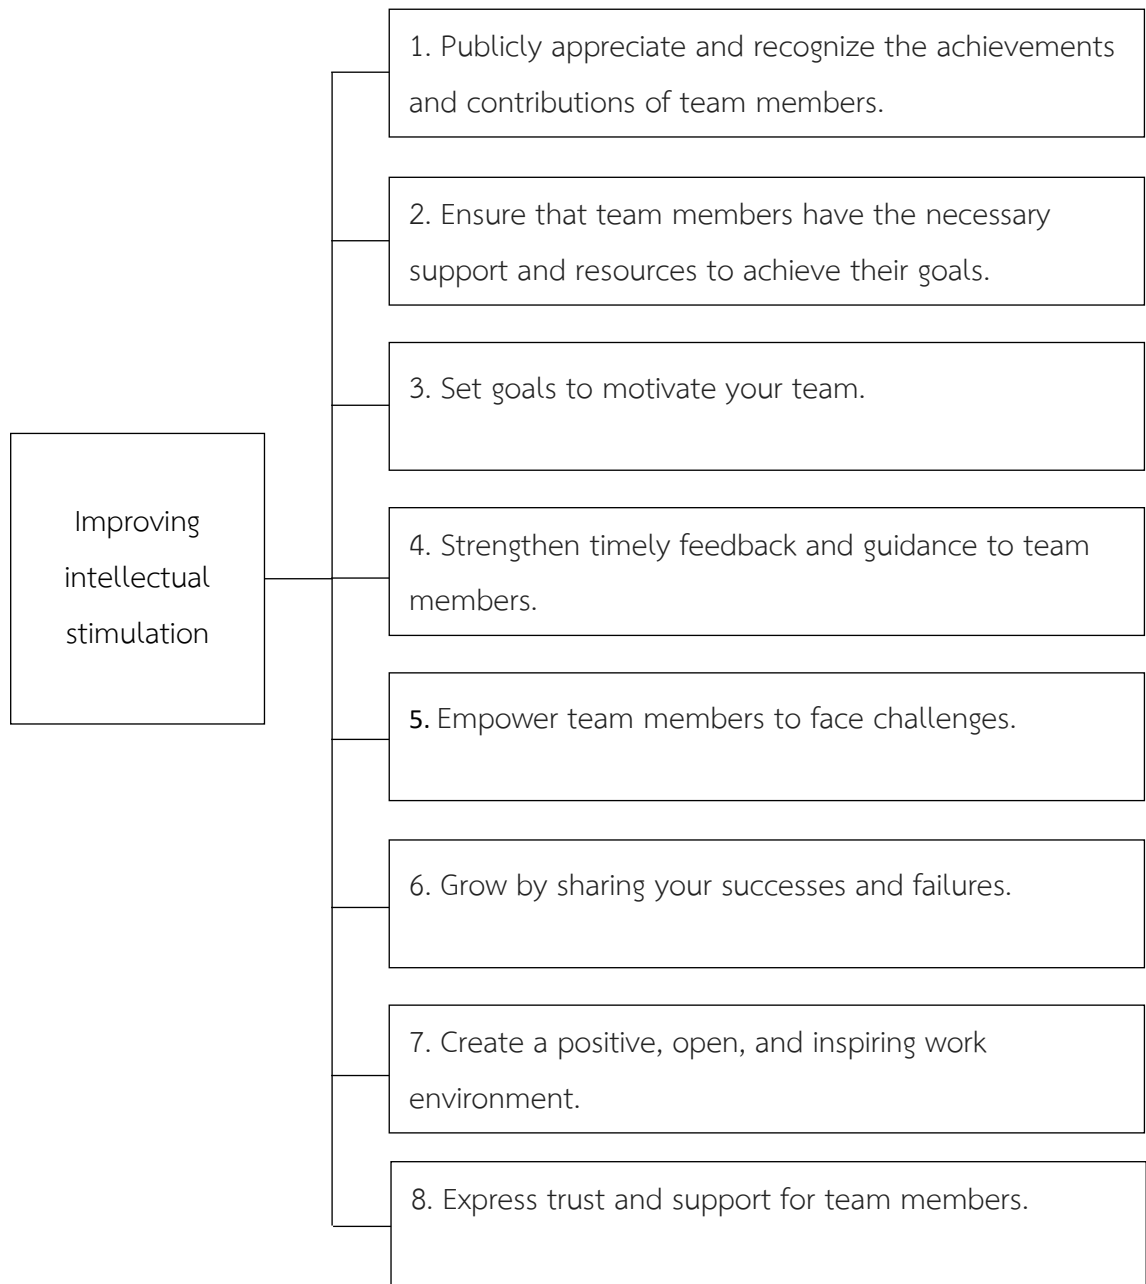 1. Publicly appreciate and recognize the achievements
and contributions of team members.
2. Ensure that team members have the necessary
support and resources to achieve their goals.
3. Set goals to motivate your team.
Improving
intellectual
stimulation
4. Strengthen timely feedback and guidance to team
members.
5. Empower team members to face challenges.
6. Grow by sharing your successes and failures.
7. Create a positive, open, and inspiring work
environment.
8. Express trust and support for team members.